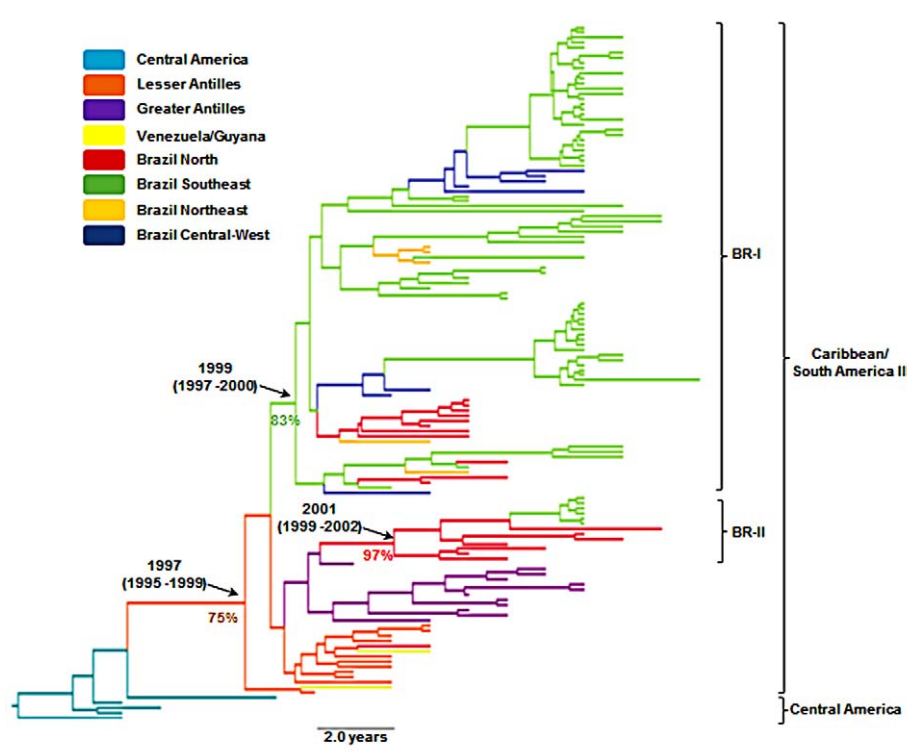 Central America
Lesser Antilles
Greater Antilles
Venezuela/Guyana
Brazil North
Brazil Southeast
Brazil Northeast
Brazil Central-West
BR-I
Caribbean/
South America III
1999
(1997 -2000)
83%
2001
(1999 -2002)
97%
BR-II
1997
(1995 -1999)
75%
Central America
2.0 years